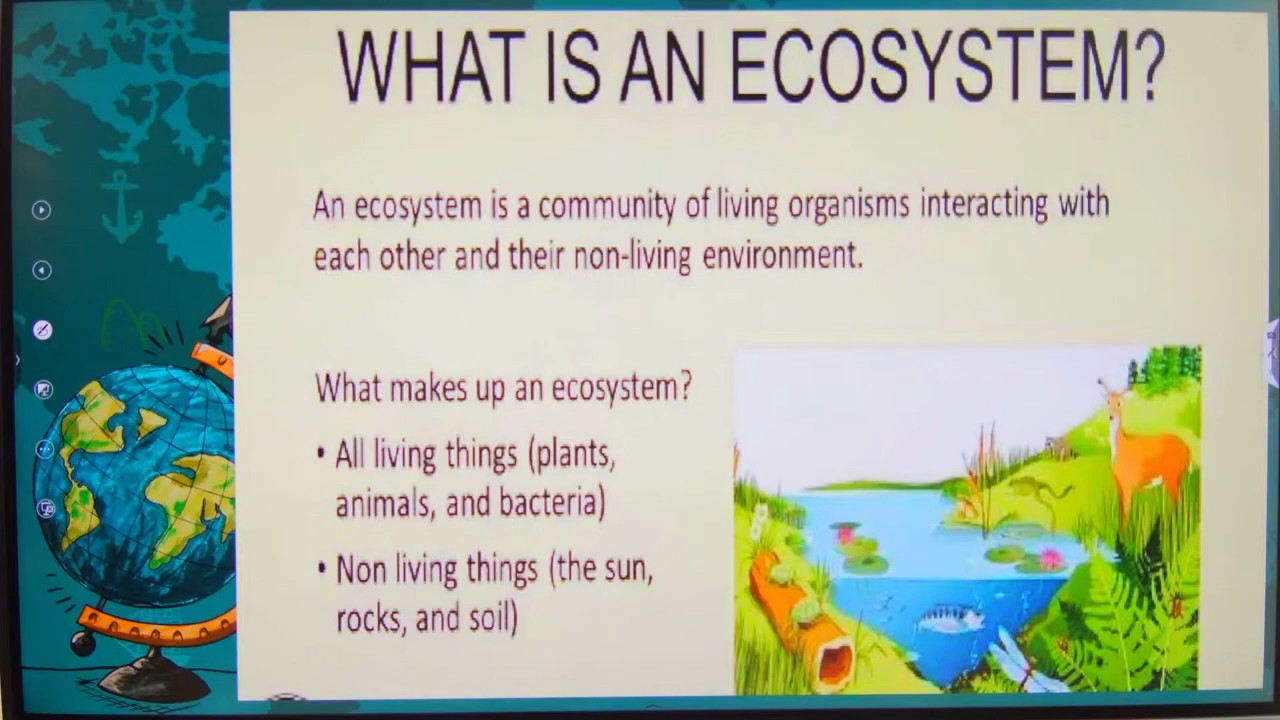 WHAT IS AN ECOSYSTEM?
An ecosystem is a community of living organisms interacting with
each other and their non-living environment.
What makes up an ecosystem?
• All living things (plants,
animals, and bacteria)
• Non living things (the sun,
rocks, and soil)